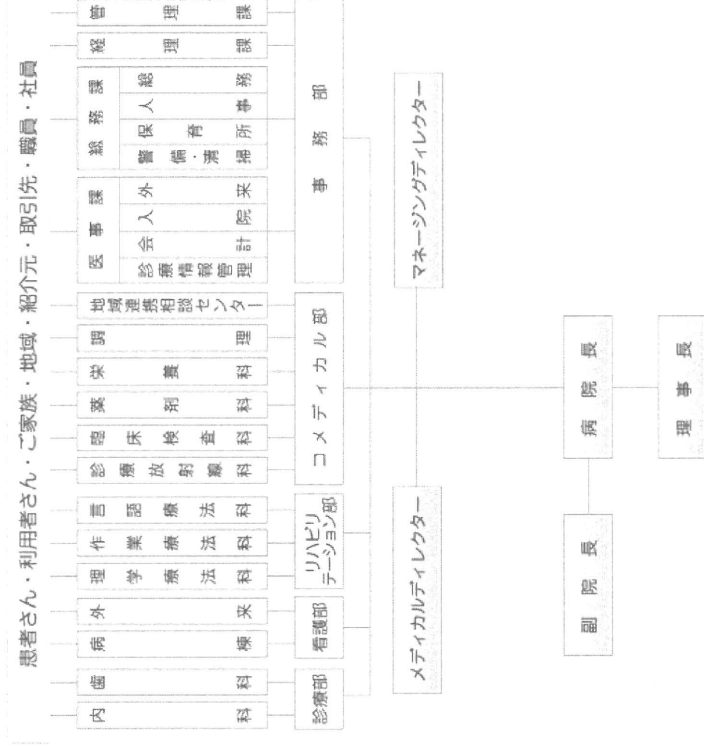 患者さん・利用者さん・ご家族・地域・紹介元・取引先・職員・社員
内科
歯科
病棟
外来
理学療法科
作業療法科
言語療法科
診療放射線科
臨床検査科
薬剤科
栄養科
調理
地域連携相談センター
医事課
診療情報管理
会計
入院
外来
総務課
警備・清掃
保育所
人事
総務
経理課
管理課
診療部
看護部
リハビリ
テーション部
コメディカル部
事務部
メディカルディレクター
マネージングディレクター
副院長
病院長
理事長